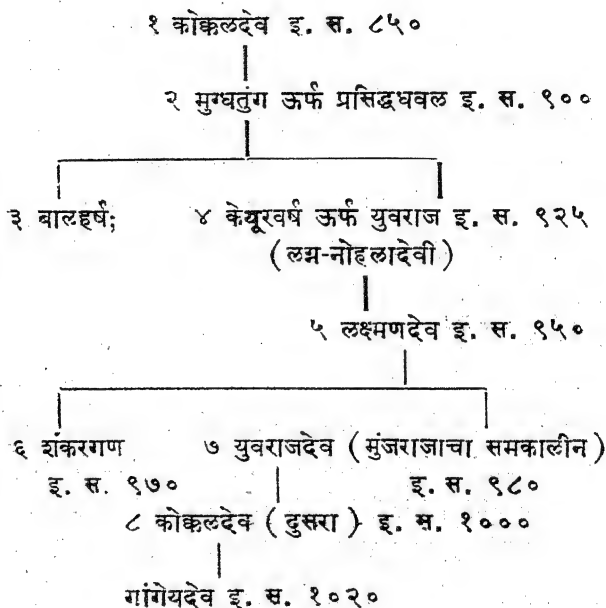 १ कोक्कलदेव इ. स. ८५०
२ मुग्धतुंग ऊर्फ प्रसिद्धधवल इ. स. ९००
३ बालहर्ष; ४ केयूरवर्ष ऊर्फ युवराज इ. स. ९२५
(लग्न-नोहलादेवी)
५ लक्ष्मणदेव इ. स. ९५०
६ शंकरगण ७ युवराजदेव (मुंजराजाचा समकालीन)
इ. स. ९७० इ. स. ९८०
८ कोक्कलदेव (दुसरा) इ. स. १०००
गांगेयदेव इ. स. १०२०